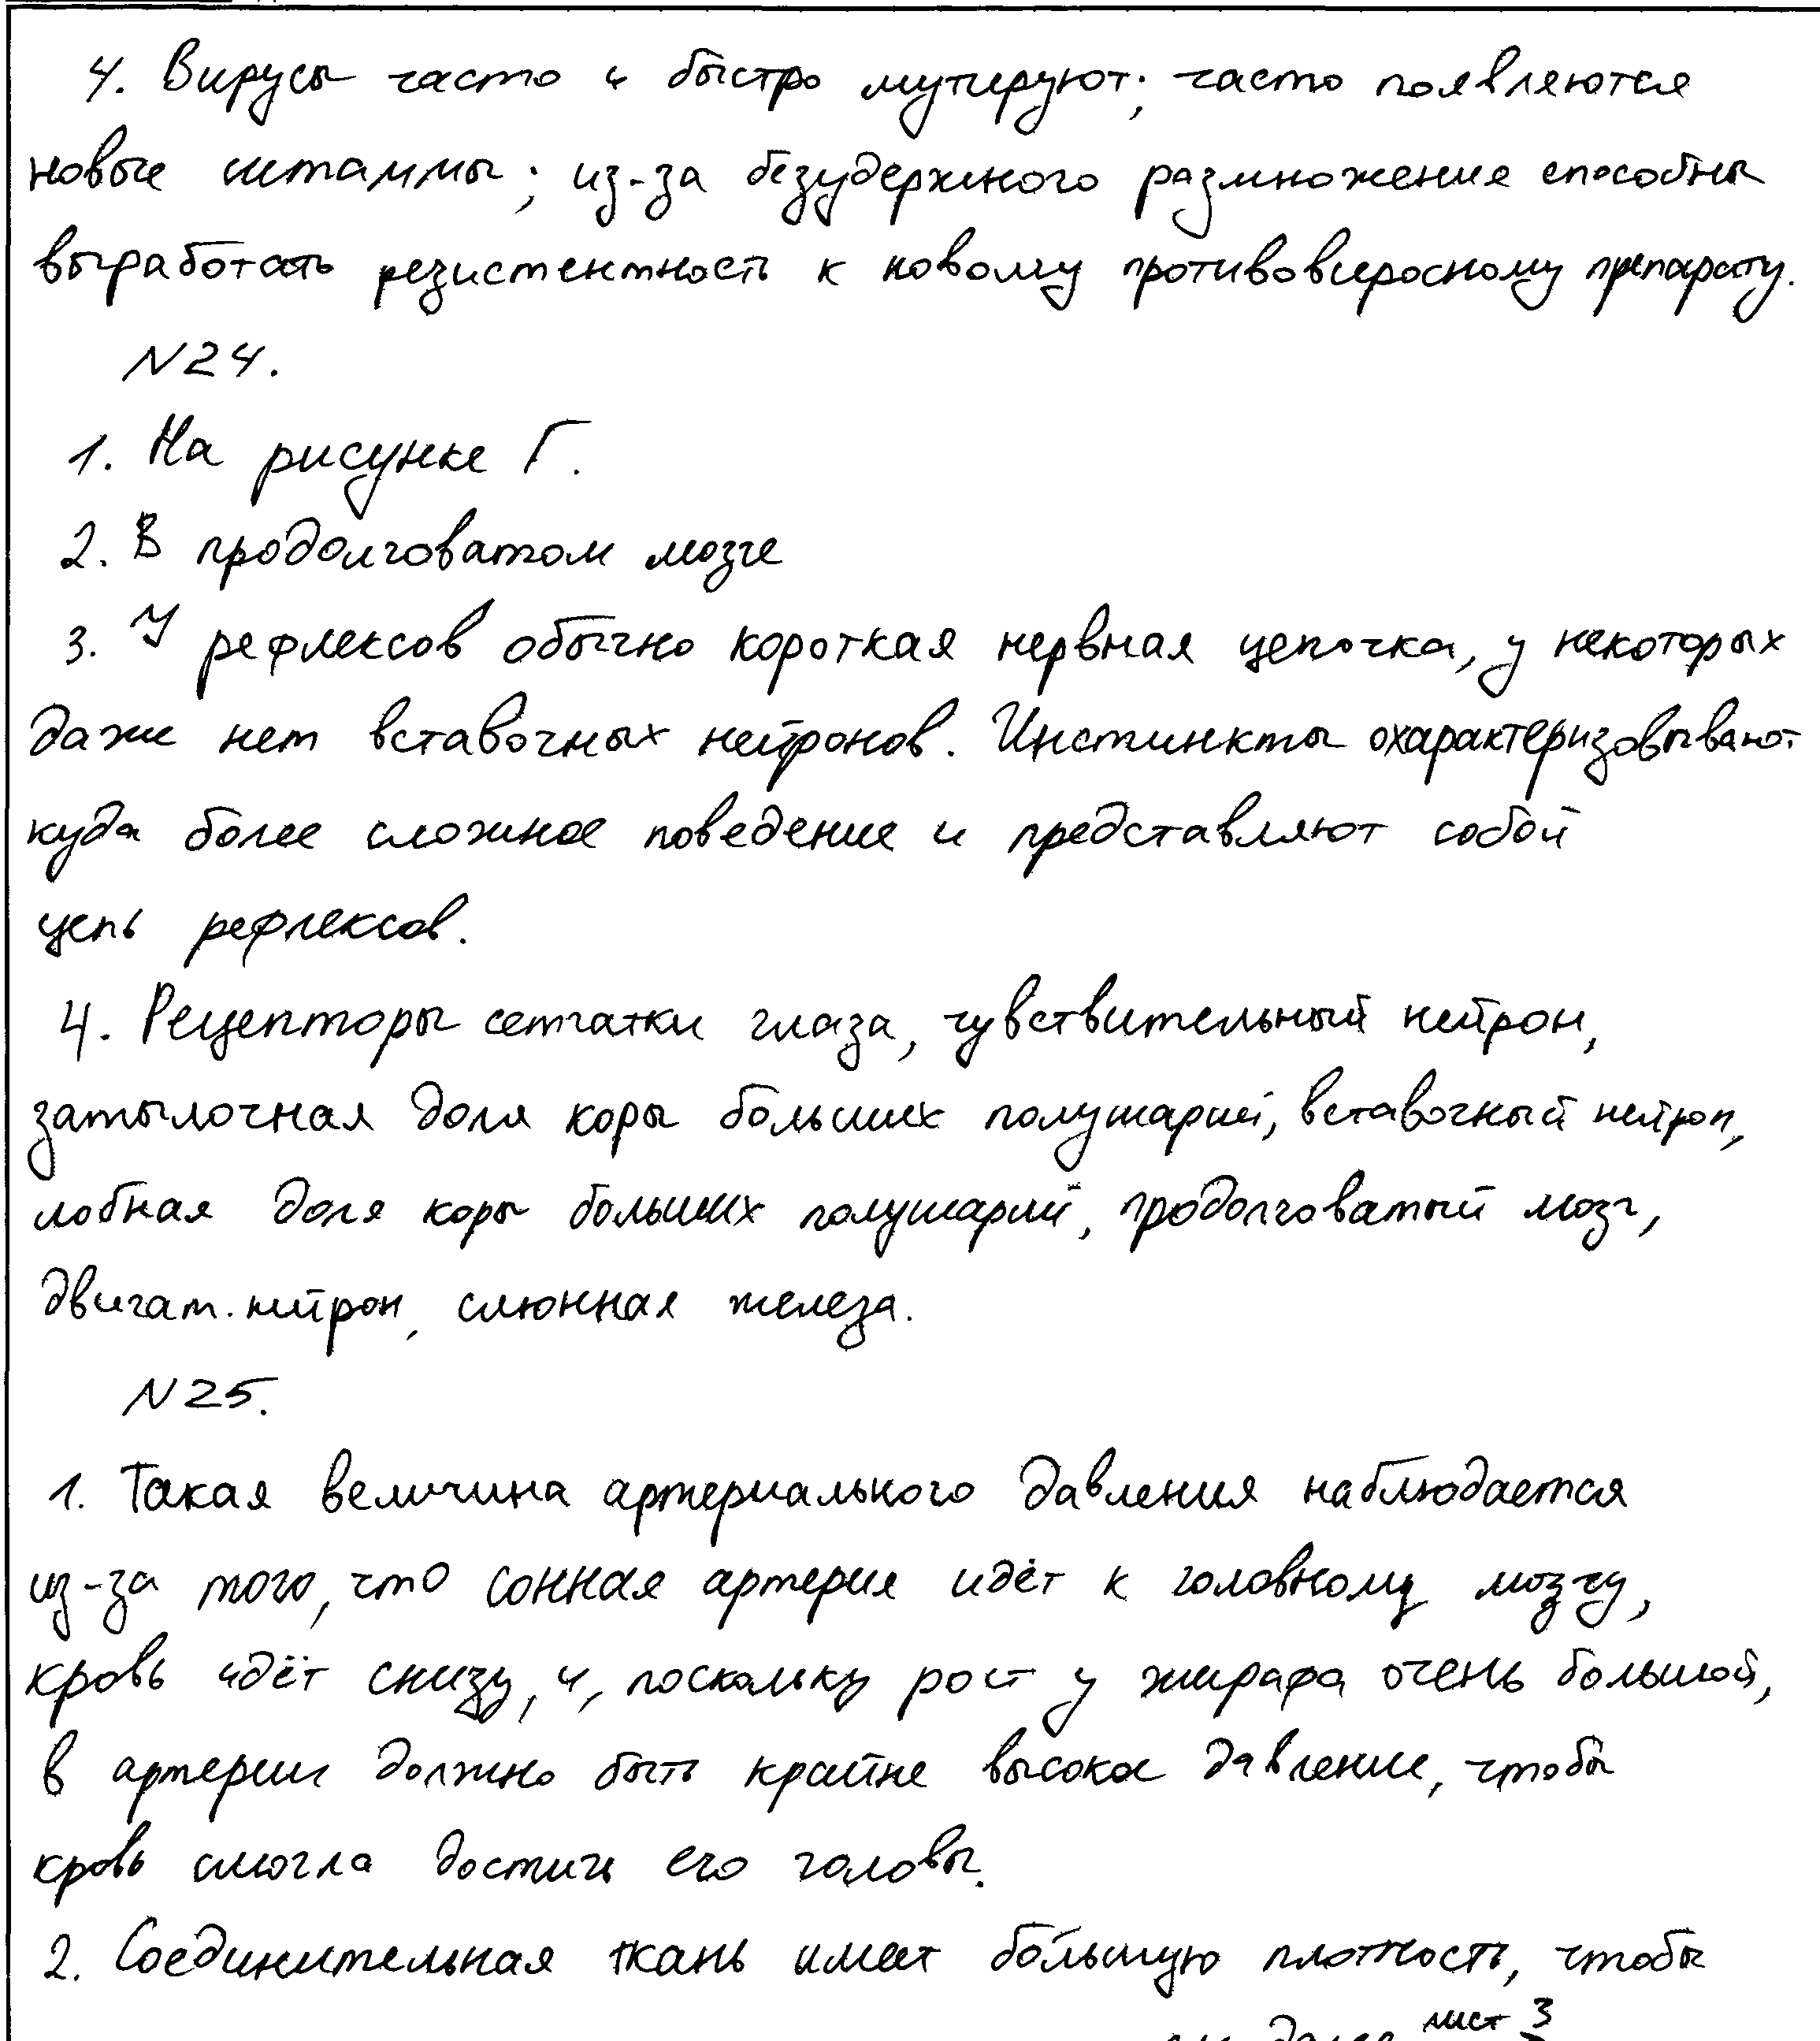 4. Вирусы часто и быстро мутируют; часто появляются
новые штаммы; из-за безудержного размножения способны
выработать резистентность к новому противовирусному препарату.
N24.
1. На рисунке Г.
2. В продолговатом мозге
3. У рефлексов обычно короткая нервная цепочка, у некоторых
даже нет вставочных нейронов. Инстинкты охарактеризовывают
куда более сложное поведение и представляют собой
цепь рефлексов.
4. Рецепторы сетчатки глаза, чувствительный нейрон,
затылочная доля коры больших полушарий, вставочный нейрон,
лобная доля коры больших полушарий, продолговатый мозг,
двигат. нейрон, слюнная железа.
N25.
1. Такая величина артериального давления наблюдается
из-за того, что сонная артерия идёт к головному мозгу,
кровь идёт снизу, и, поскольку рост у жирафа очень большой,
в артерии должно быть крайне высокое давление, чтобы
кровь смогла достичь его головы.
2. Соединительная ткань имеет большую плотность, чтобы
см. далее лист 3